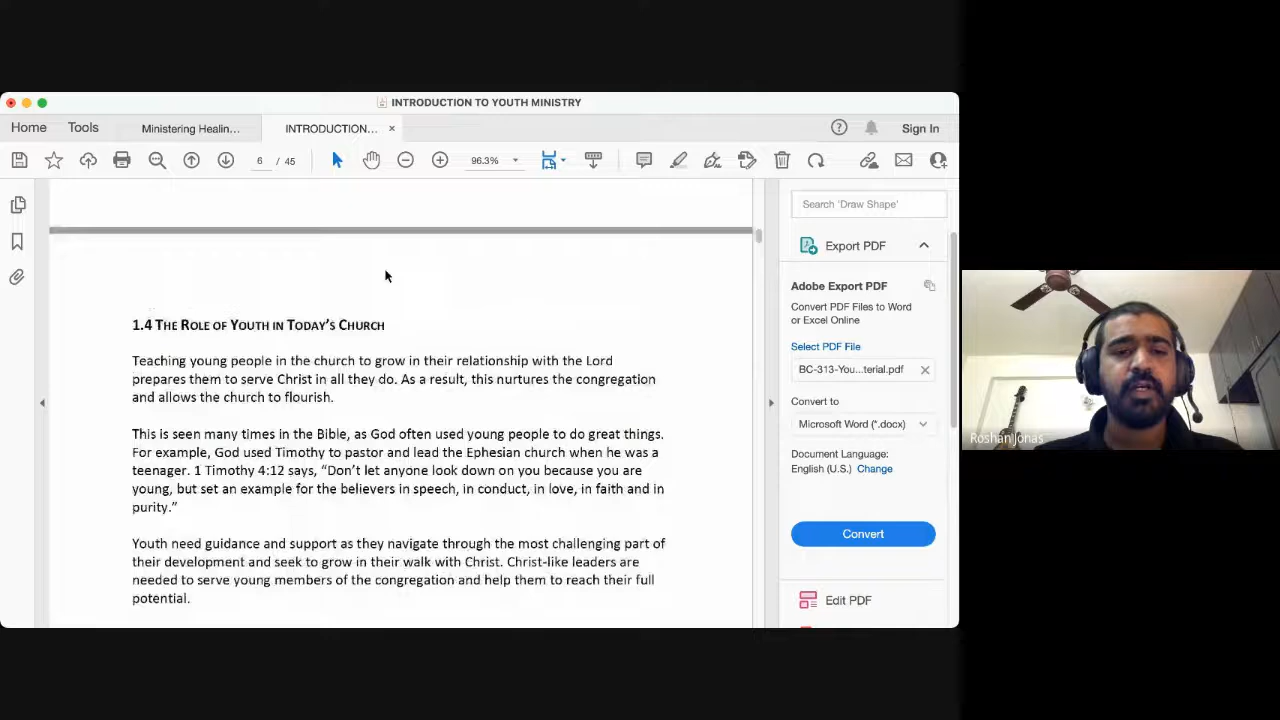 INTRODUCTION TO YOUTH MINISTRY
Home Tools Ministering Healin... INTRODUCTION... × Sign In
6 / 45 96.3%
Search 'Draw Shape'
Export PDF
Adobe Export PDF
Convert PDF Files to Word
or Excel Online
Select PDF File
BC-313-You...terial.pdf
Convert to
Microsoft Word (*.docx)
Document Language:
English (U.S.) Change
Convert
Edit PDF
1.4 THE ROLE OF YOUTH IN TODAY'S CHURCH
Teaching young people in the church to grow in their relationship with the Lord
prepares them to serve Christ in all they do. As a result, this nurtures the congregation
and allows the church to flourish.
This is seen many times in the Bible, as God often used young people to do great things.
For example, God used Timothy to pastor and lead the Ephesian church when he was a
teenager. 1 Timothy 4:12 says, “Don't let anyone look down on you because you are
young, but set an example for the believers in speech, in conduct, in love, in faith and in
purity.”
Youth need guidance and support as they navigate through the most challenging part of
their development and seek to grow in their walk with Christ. Christ-like leaders are
needed to serve young members of the congregation and help them to reach their full
potential.
Roshan Jonas